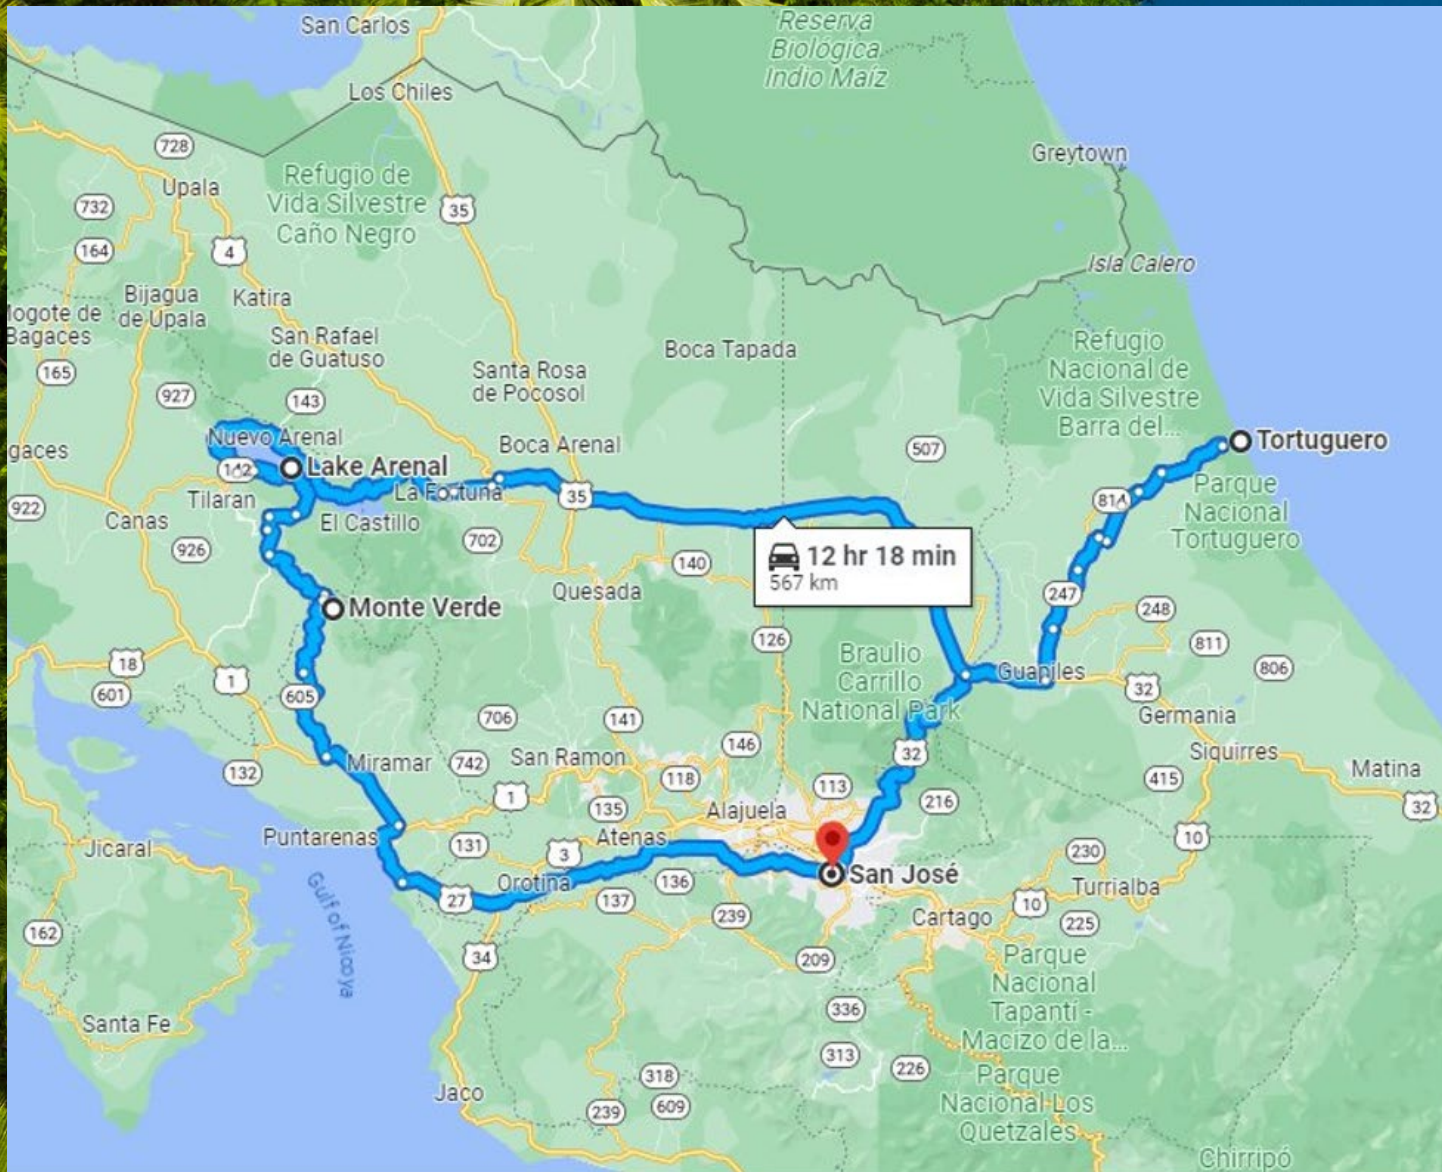 San Carlos
Reserva
Biológica
Indio Maíz
Los Chiles
728
Greytown
Upala
Refugio de
Vida Silvestre
Caño Negro
732
35
164
4
Isla Calero
Bijagua
de Upala
Katira
Mogote de
Bagaces
San Rafael
de Guatuso
Refugio
Nacional de
Vida Silvestre
Barra del...
Boca Tapada
165
Santa Rosa
de Pocosol
927
143
Nuevo Arenal
Boca Arenal
507
Tortuguero
gaces
142
Lake Arenal
La Fortuna
35
Tilaran
814
Parque
Nacional
Tortuguero
922
Canas
El Castillo
926
702
140
12 hr 18 min
567 km
Quesada
247
248
Monte Verde
126
811
Braulio
Carrillo
National Park
18
1
601
605
Guapiles
806
32
706
141
Germania
146
Siquirres
132
Miramar
742
San Ramon
118
32
113
415
Matina
1
135
Alajuela
216
32
Puntarenas
131
Atenas
10
Jicaral
3
230
Orotina
136
San José
Turrialba
27
137
239
Cartago
10
225
Gulf of Nicoya
162
34
209
Parque
Nacional
Tapantí -
Macizo de la...
336
Santa Fe
313
226
318
Parque
Nacional Los
Quetzales
Jaco
239
609
Chirripó